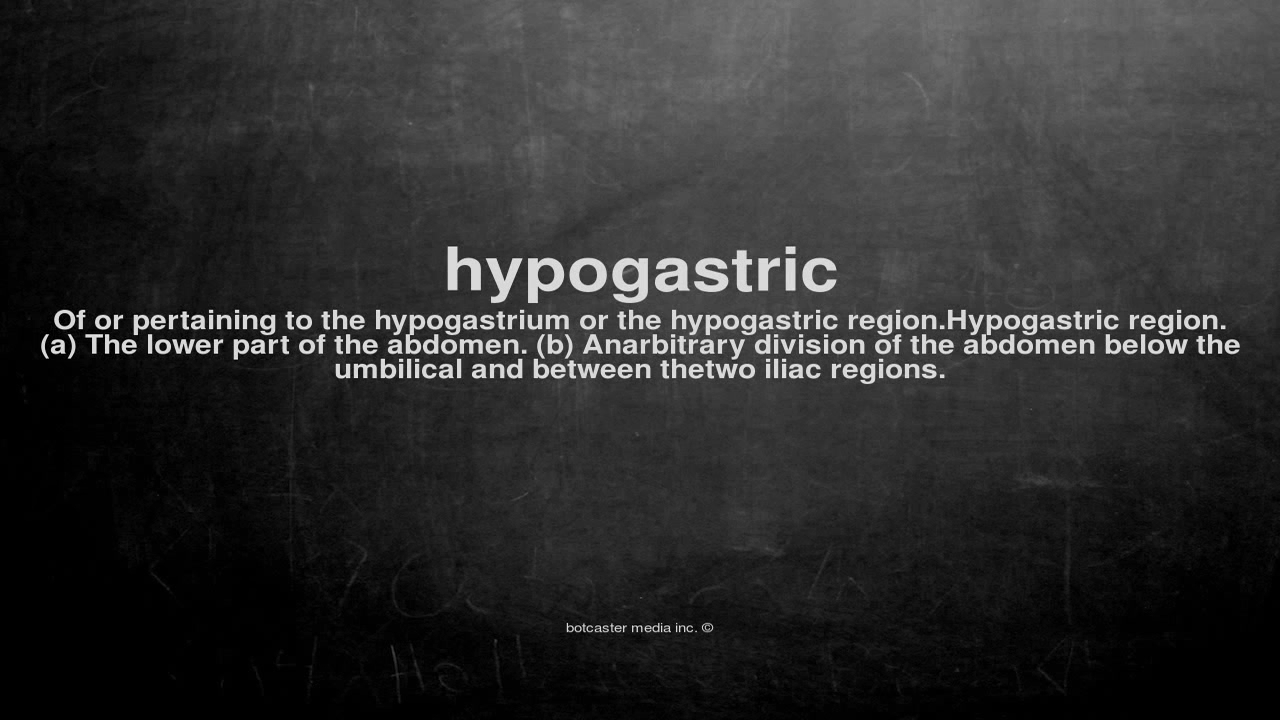 hypogastric
Of or pertaining to the hypogastrium or the hypogastric region.Hypogastric region.
(a) The lower part of the abdomen. (b) Anarbitrary division of the abdomen below the
umbilical and between thetwo iliac regions.
botcaster media inc. ©